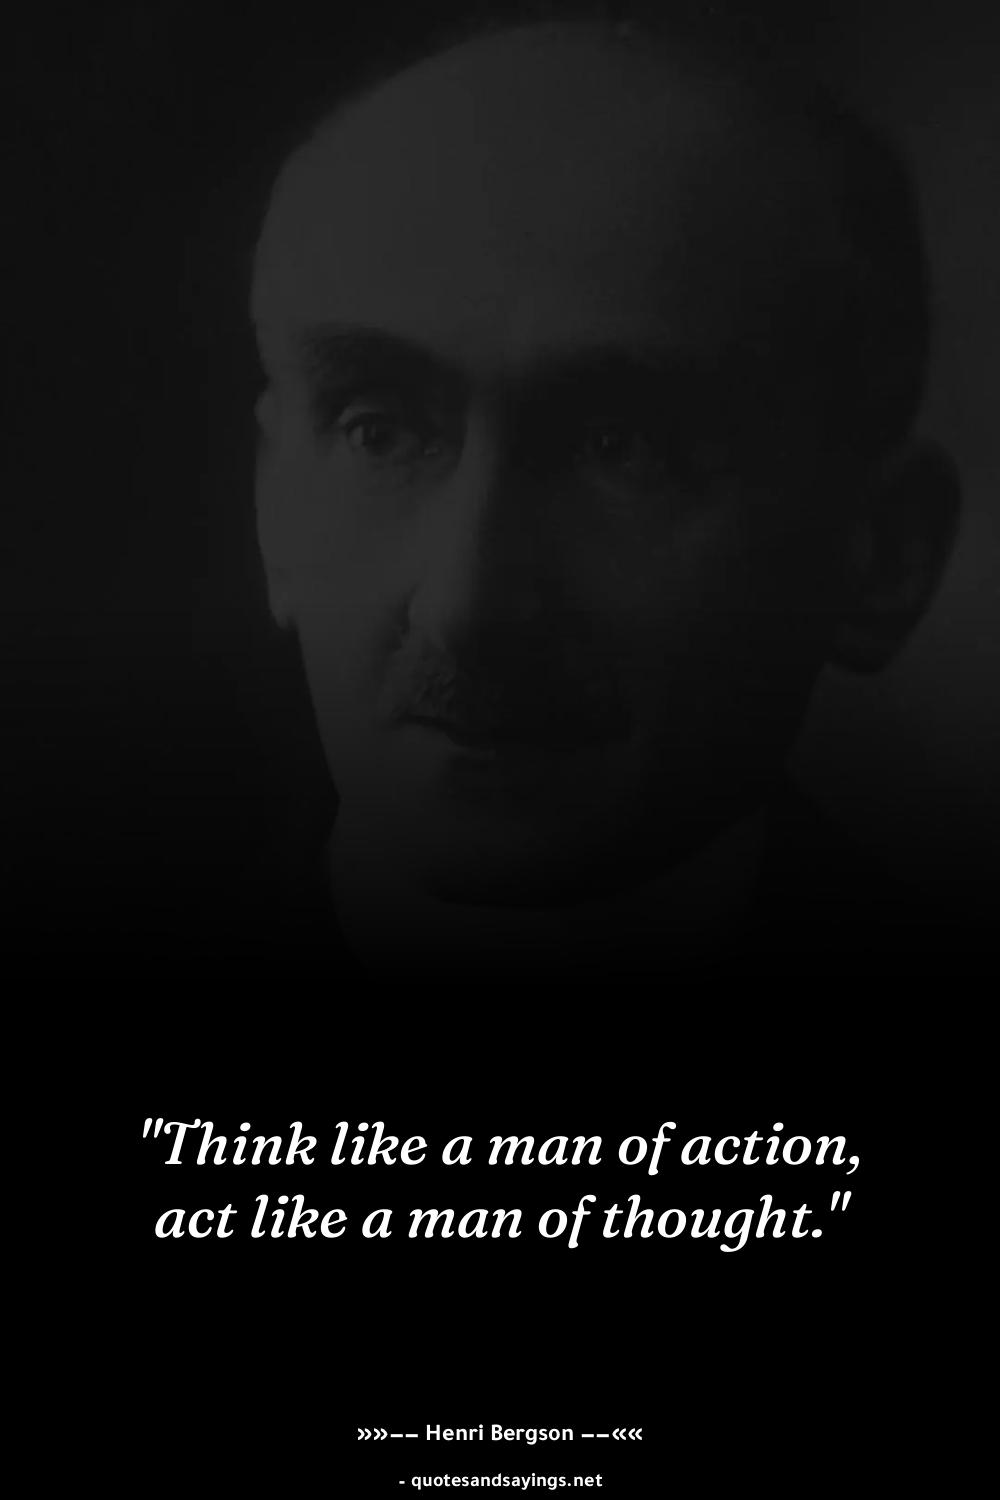 "Think like a man of action,
act like a man of thought."
»»–– Henri Bergson ––««
- quotesandsayings.net